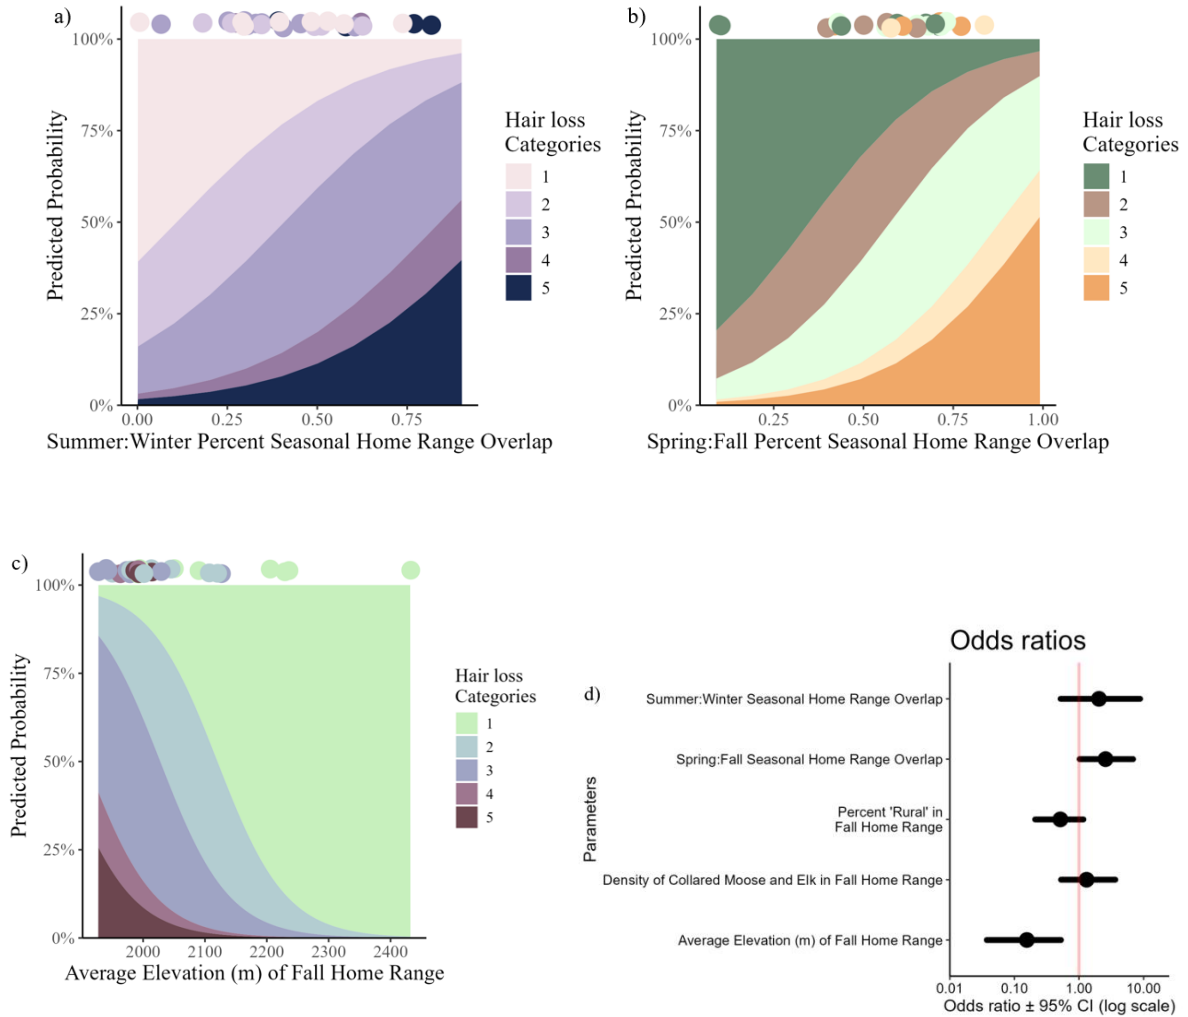 a)
100%
75%
50%
25%
0%
Predicted Probability
0.00 0.25 0.50 0.75
Summer:Winter Percent Seasonal Home Range Overlap
Hair loss
Categories
1
2
3
4
5
b)
100%
75%
50%
25%
0%
Predicted Probability
0.25 0.50 0.75 1.00
Spring:Fall Percent Seasonal Home Range Overlap
Hair loss
Categories
1
2
3
4
5
c)
100%
75%
50%
25%
0%
Predicted Probability
2000 2100 2200 2300 2400
Average Elevation (m) of Fall Home Range
Hair loss
Categories
1
2
3
4
5
d)
Odds ratios
Parameters
Summer:Winter Seasonal Home Range Overlap
Spring:Fall Seasonal Home Range Overlap
Percent 'Rural' in
Fall Home Range
Density of Collared Moose and Elk in Fall Home Range
Average Elevation (m) of Fall Home Range
0.01 0.10 1.00 10.00
Odds ratio ± 95% CI (log scale)